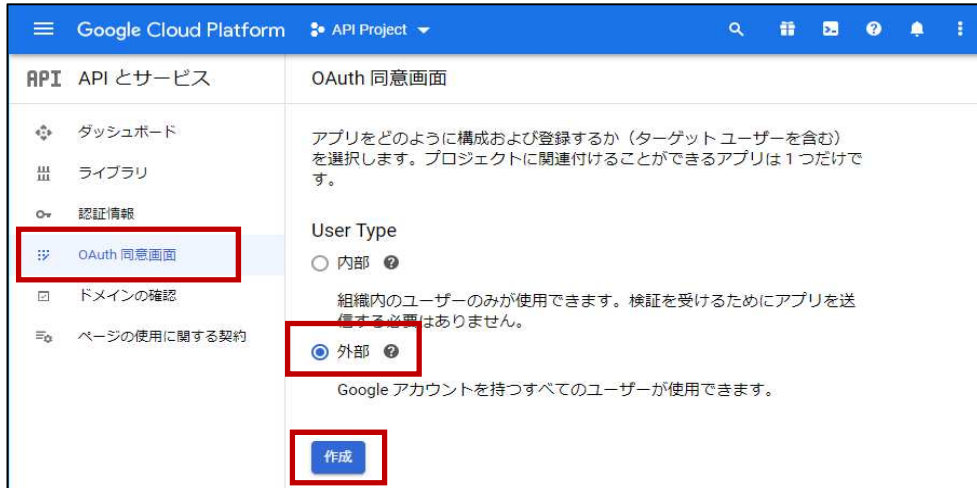 Google Cloud Platform API Project
API APIとサービス
OAuth 同意画面
ダッシュボード
ライブラリ
認証情報
OAuth 同意画面
ドメインの確認
ページの使用に関する契約
アプリをどのように構成および登録するか（ターゲット ユーザーを含む）
を選択します。プロジェクトに関連付けることができるアプリは 1 つだけで
す。
User Type
内部
組織内のユーザーのみが使用できます。検証を受けるためにアプリを送
信する必要はありません。
外部
Google アカウントを持つすべてのユーザーが使用できます。
作成